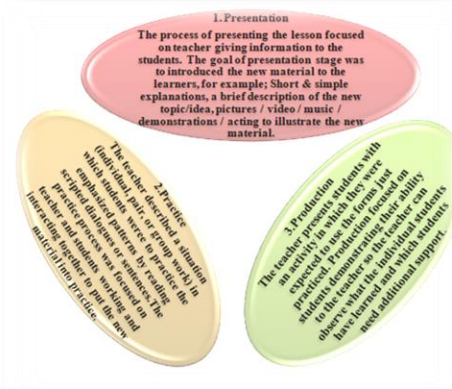 1.Presentation
The process of presenting the lesson focused
on teacher giving information to the
students. The goal of presentation stage was
to introduced the new material to the
learners, for example; Short & simple
explanations, a brief description of the new
topic/idea, pictures / video / music /
demonstrations / acting to illustrate the new
material.
2.Practice
The teacher described a situation
(individual, pair, or group work) in
which students were to practice the
emphasized patterns by reading
scripted dialogues or sentences.The
practice process was focused on
teacher and students working and
interacting together to put the new
material into practice.
3.Production
The teacher presents students with
an activity in which they were
expected to use the forms just
practiced. Production focused on
students demonstrating their ability
to the teacher so the teacher can
observe what the individual students
have learned and which students
need additional support.